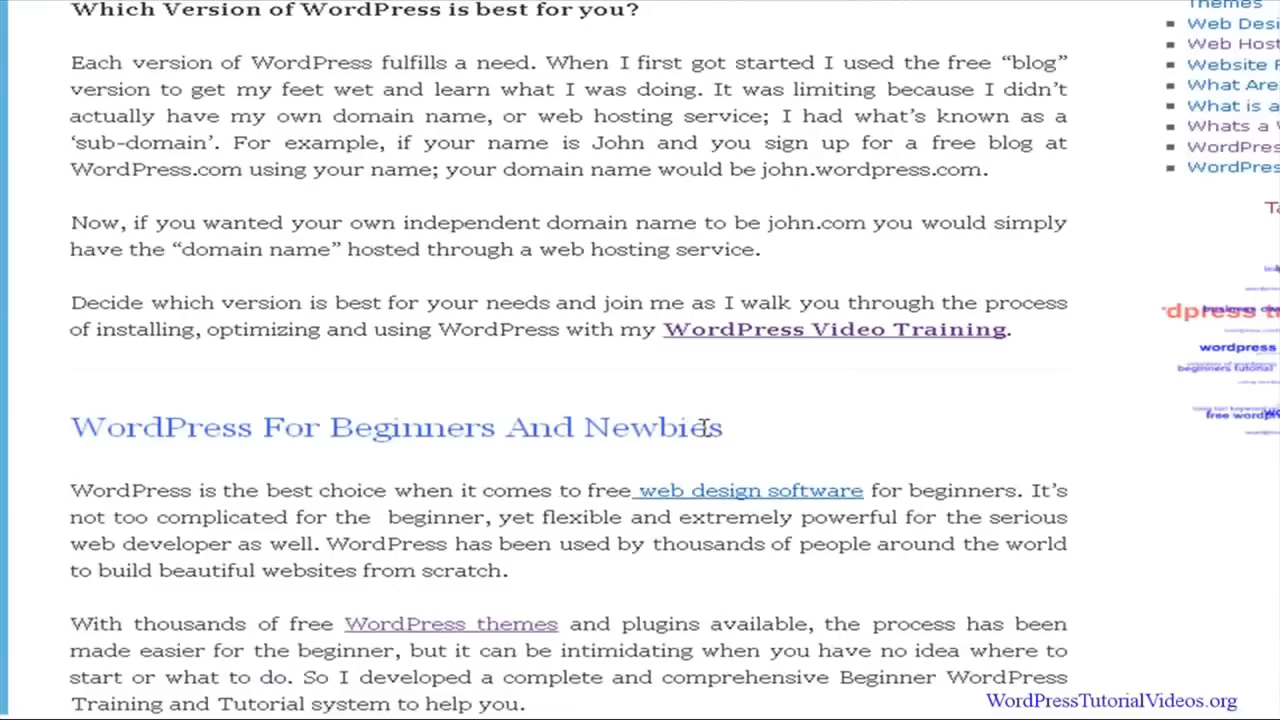 Which Version of WordPress is best for you?
Each version of WordPress fulfills a need. When I first got started I used the free “blog”
version to get my feet wet and learn what I was doing. It was limiting because I didn’t
actually have my own domain name, or web hosting service; I had what’s known as a
‘sub-domain’. For example, if your name is John and you sign up for a free blog at
WordPress.com using your name; your domain name would be john.wordpress.com.
Now, if you wanted your own independent domain name to be john.com you would simply
have the “domain name” hosted through a web hosting service.
Decide which version is best for your needs and join me as I walk you through the process
of installing, optimizing and using WordPress with my WordPress Video Training.
WordPress For Beginners And Newbies
WordPress is the best choice when it comes to free web design software for beginners. It’s
not too complicated for the beginner, yet flexible and extremely powerful for the serious
web developer as well. WordPress has been used by thousands of people around the world
to build beautiful websites from scratch.
With thousands of free WordPress themes and plugins available, the process has been
made easier for the beginner, but it can be intimidating when you have no idea where to
start or what to do. So I developed a complete and comprehensive Beginner WordPress
Training and Tutorial system to help you.
Themes
Web Desi
Web Host
Website
What Are
What is a
Whats a
WordPres
WordPres
wordpress
beginners tutorial
WordPressTutorialVideos.org